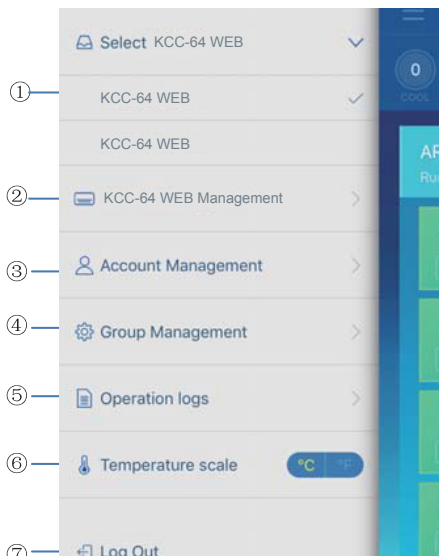 Select KCC-64 WEB
0
COOL
① KCC-64 WEB
KCC-64 WEB
② KCC-64 WEB Management
③ Account Management
④ Group Management
⑤ Operation logs
⑥ Temperature scale °C °F
⑦ Log Out